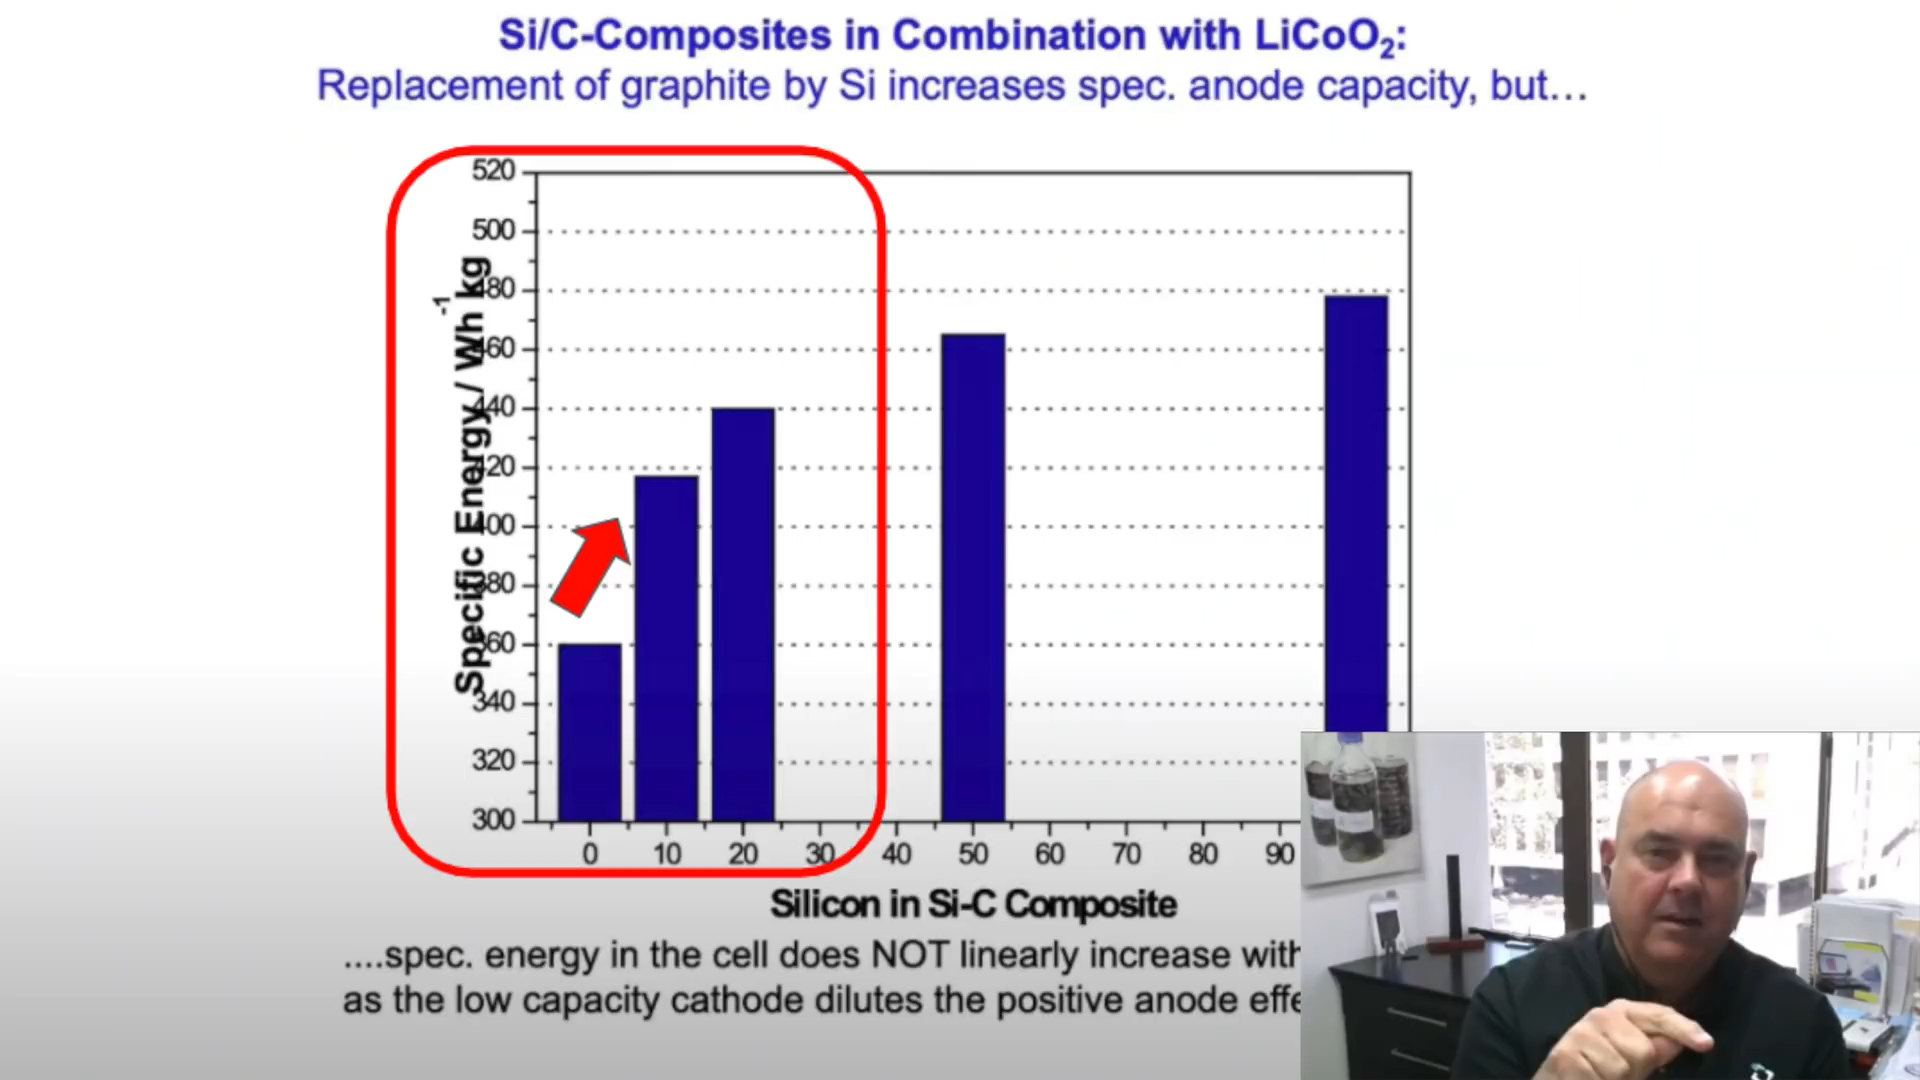 Si/C-Composites in Combination with LiCoO₂:
Replacement of graphite by Si increases spec. anode capacity, but…
520
500
480
460
440
420
400
380
360
340
320
300
Specific Energy / Wh kg⁻¹
0 10 20 30 40 50 60 70 80 90
Silicon in Si-C Composite
....spec. energy in the cell does NOT linearly increase with
as the low capacity cathode dilutes the positive anode effe